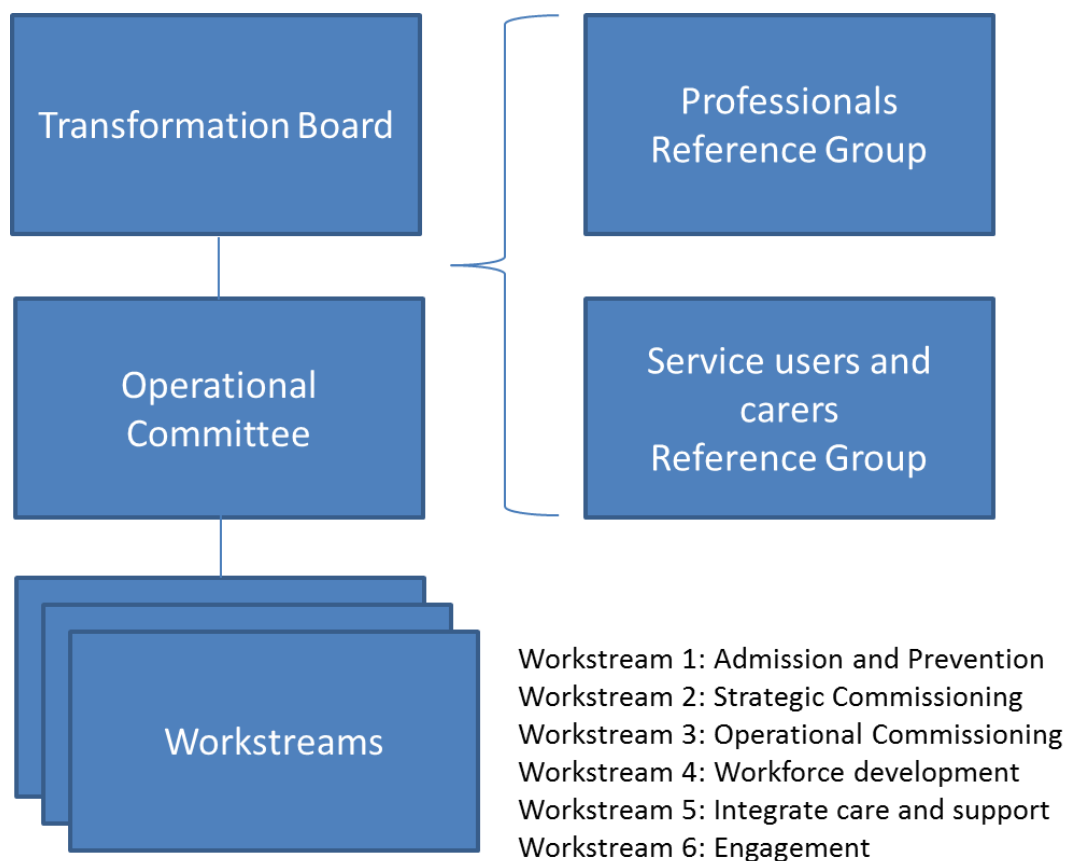 Transformation Board
Professionals
Reference Group
Operational
Committee
Service users and
carers
Reference Group
Workstreams
Workstream 1: Admission and Prevention
Workstream 2: Strategic Commissioning
Workstream 3: Operational Commissioning
Workstream 4: Workforce development
Workstream 5: Integrate care and support
Workstream 6: Engagement